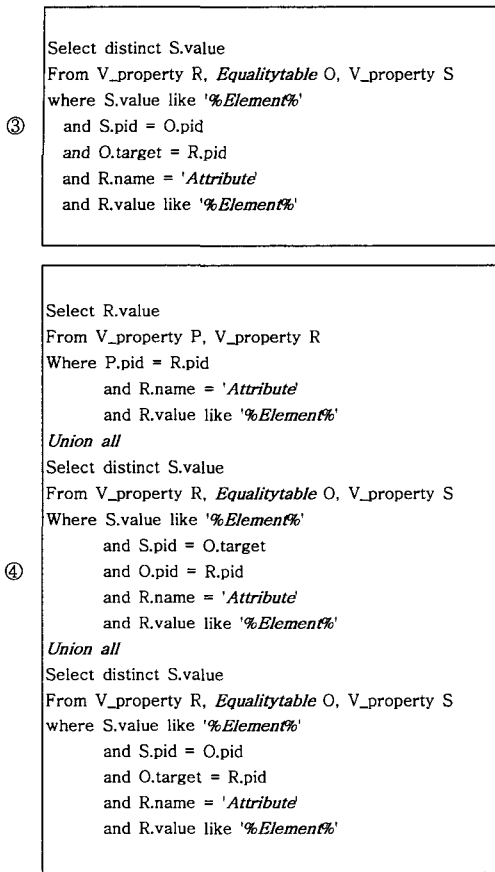 Select distinct S.value
From V_property R, Equalitytable O, V_property S
where S.value like '%Element%'
③
and S.pid = O.pid
and O.target = R.pid
and R.name = 'Attribute'
and R.value like '%Element%'
Select R.value
From V_property P, V_property R
Where P.pid = R.pid
and R.name = 'Attribute'
and R.value like '%Element%'
Union all
Select distinct S.value
From V_property R, Equalitytable O, V_property S
Where S.value like '%Element%'
and S.pid = O.target
④
and O.pid = R.pid
and R.name = 'Attribute'
and R.value like '%Element%'
Union all
Select distinct S.value
From V_property R, Equalitytable O, V_property S
where S.value like '%Element%'
and S.pid = O.pid
and O.target = R.pid
and R.name = 'Attribute'
and R.value like '%Element%'